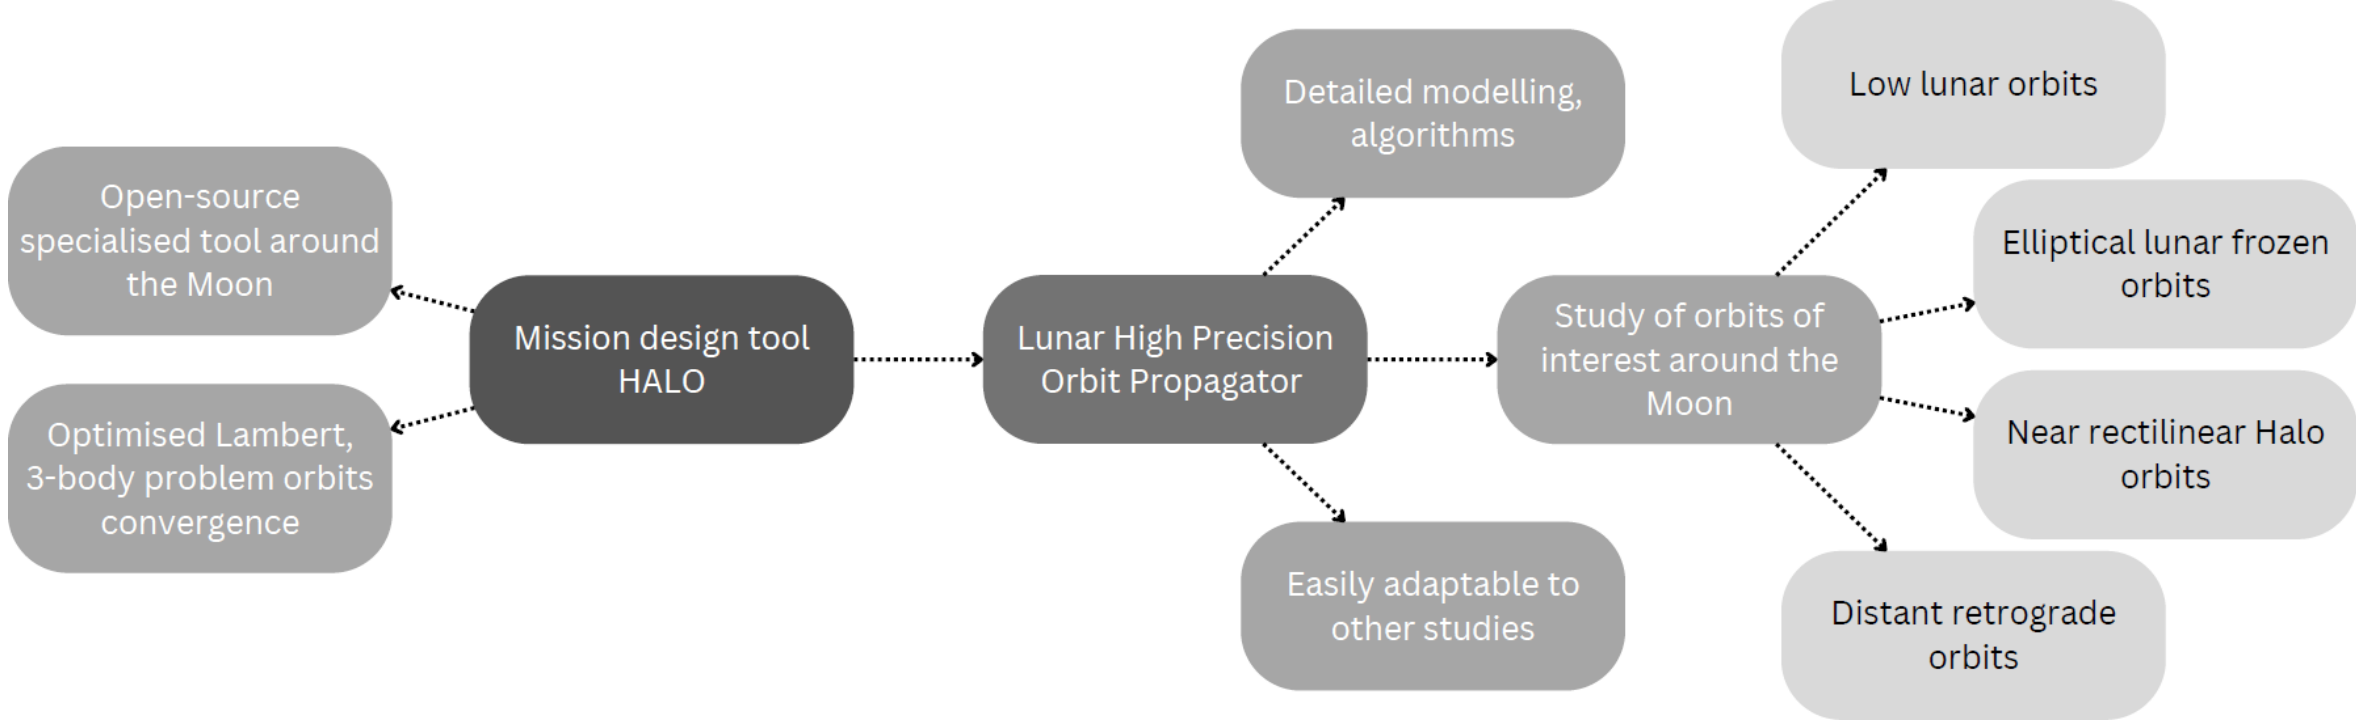 Open-source
specialised tool around
the Moon
Optimised Lambert,
3-body problem orbits
convergence
Mission design tool
HALO
Lunar High Precision
Orbit Propagator
Detailed modelling,
algorithms
Easily adaptable to
other studies
Study of orbits of
interest around the
Moon
Low lunar orbits
Elliptical lunar frozen
orbits
Near rectilinear Halo
orbits
Distant retrograde
orbits